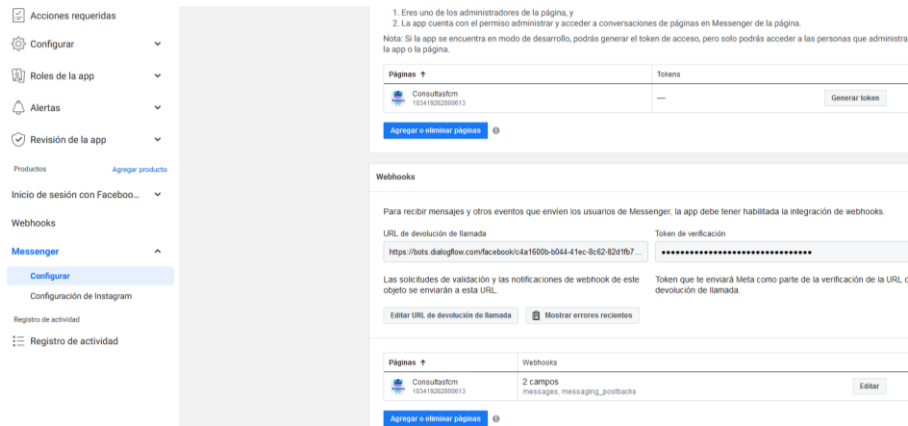 Acciones requeridas
Configurar
Roles de la app
Alertas
Revisión de la app
Productos
Agregar producto
Inicio de sesión con Faceboo...
Webhooks
Messenger
Configurar
Configuración de Instagram
Registro de actividad
Registro de actividad
1. Eres uno de los administradores de la página, y
2. La app cuenta con el permiso administrar y acceder a conversaciones de páginas en Messenger de la página.
Nota: Si la app se encuentra en modo de desarrollo, podrás generar el token de acceso, pero solo podrás acceder a las personas que administra
la app o la página.
Páginas ↑ Tokens
Consultasfcm
103419262800613
— Generar token
Agregar o eliminar páginas
Webhooks
Para recibir mensajes y otros eventos que envíen los usuarios de Messenger, la app debe tener habilitada la integración de webhooks.
URL de devolución de llamada Token de verificación
https://bots.dialogflow.com/facebook/c4a1600b-b044-41ec-8c62-82d1fb7...
Las solicitudes de validación y las notificaciones de webhook de este
objeto se enviarán a esta URL.
Token que te enviará Meta como parte de la verificación de la URL d
devolución de llamada.
Editar URL de devolución de llamada Mostrar errores recientes
Páginas ↑ Webhooks
Consultasfcm
103419262800613
2 campos
messages, messaging_postbacks
Editar
Agregar o eliminar páginas